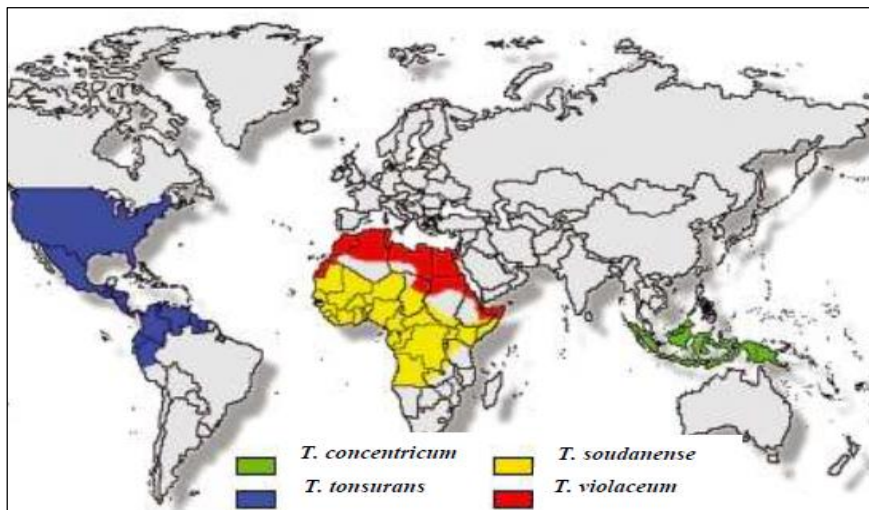 T. concentricum
T. soudanense
T. tonsurans
T. violaceum